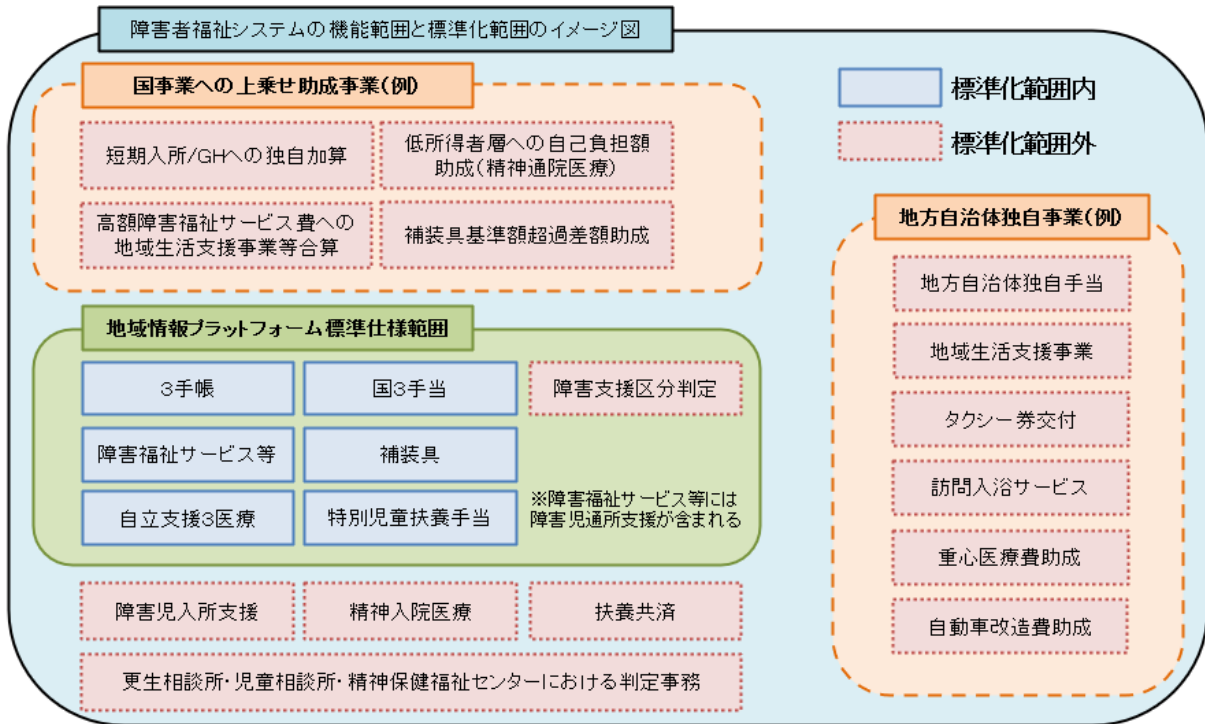 障害者福祉システムの機能範囲と標準化範囲のイメージ図
国事業への上乗せ助成事業(例)
短期入所/GHへの独自加算
低所得者層への自己負担額
助成(精神通院医療)
高額障害福祉サービス費への
地域生活支援事業等合算
補装具基準額超過差額助成
標準化範囲内
標準化範囲外
地域情報プラットフォーム標準仕様範囲
3手帳
国3手当
障害支援区分判定
障害福祉サービス等
補装具
自立支援3医療
特別児童扶養手当
※障害福祉サービス等には
障害児通所支援が含まれる
障害児入所支援
精神入院医療
扶養共済
更生相談所・児童相談所・精神保健福祉センターにおける判定事務
地方自治体独自事業(例)
地方自治体独自手当
地域生活支援事業
タクシー券交付
訪問入浴サービス
重心医療費助成
自動車改造費助成